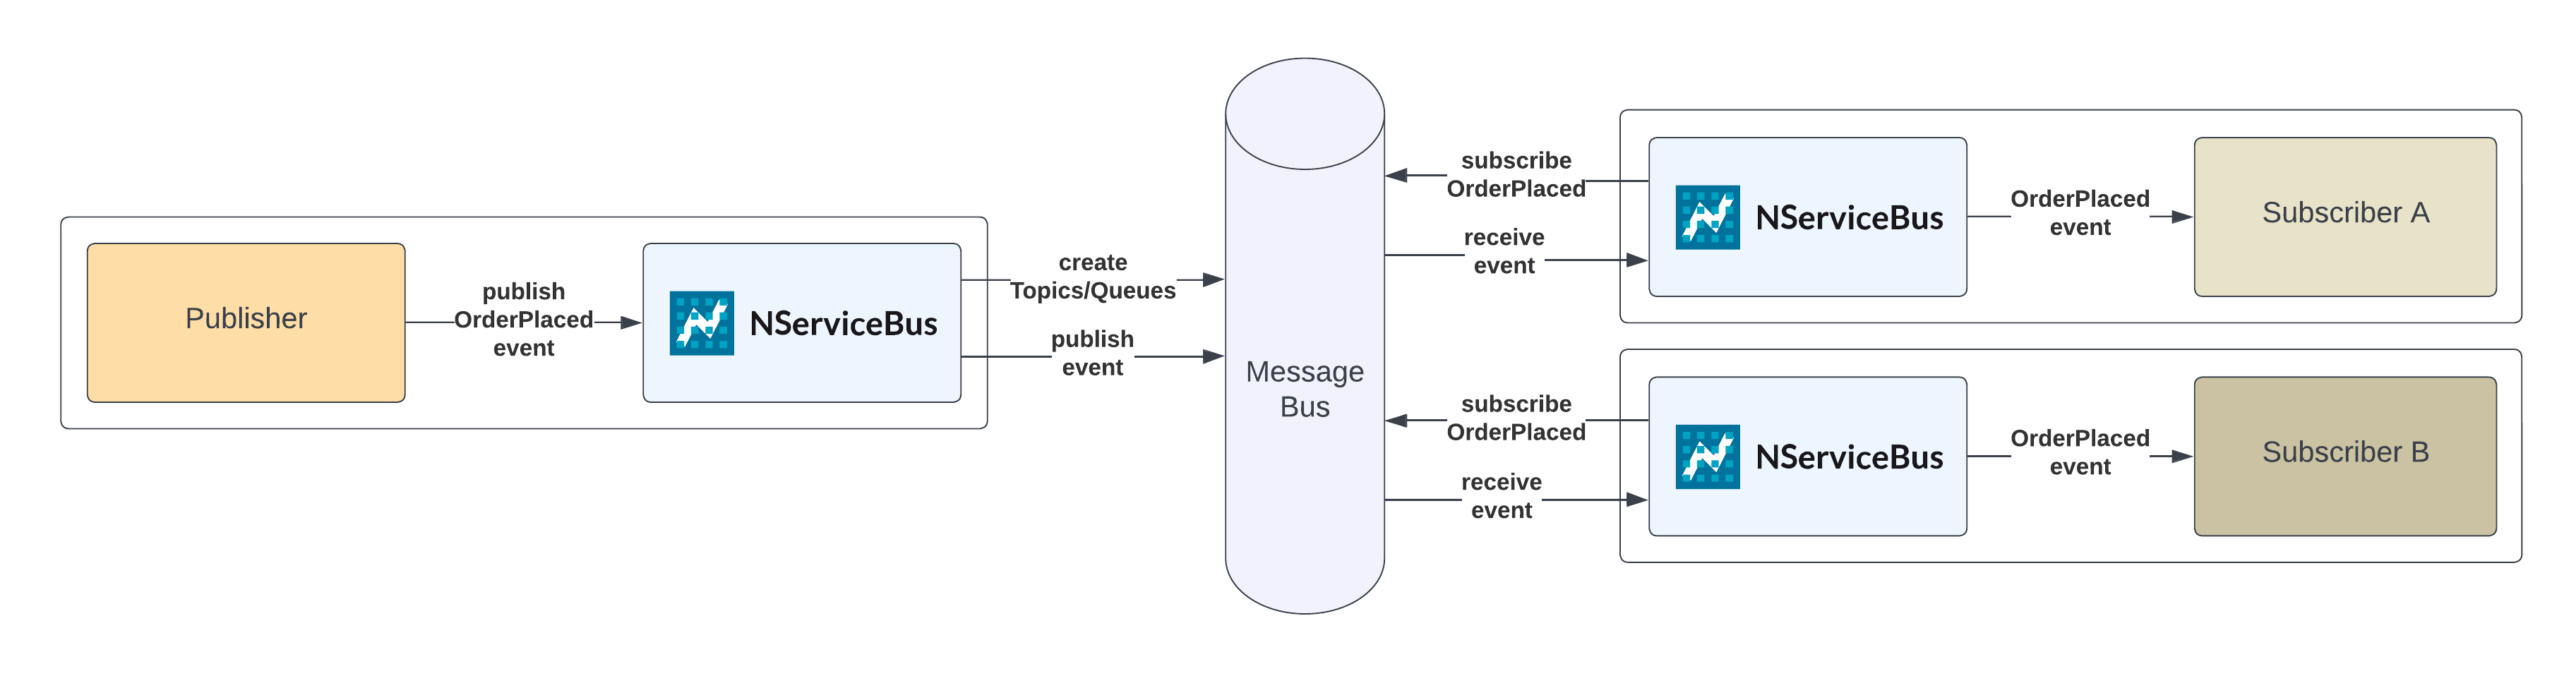 Publisher
publish
OrderPlaced
event
NServiceBus
create
Topics/Queues
publish
event
Message
Bus
subscribe
OrderPlaced
receive
event
NServiceBus
OrderPlaced
event
Subscriber A
subscribe
OrderPlaced
receive
event
NServiceBus
OrderPlaced
event
Subscriber B